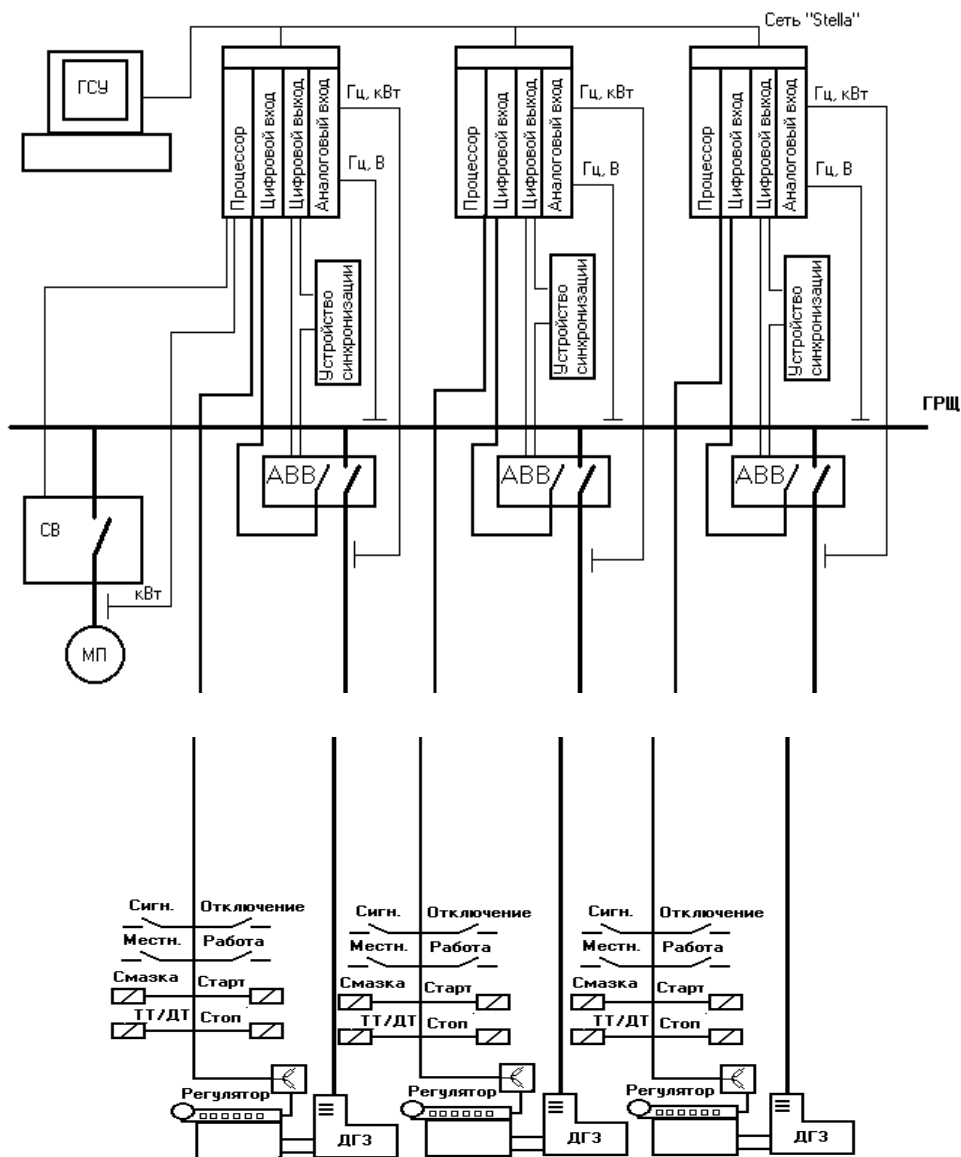 Сеть "Stella"
ГСУ
Процессор
Цифровой вход
Цифровой выход
Аналоговый вход
Гц, кВт
Гц, В
Процессор
Цифровой вход
Цифровой выход
Аналоговый вход
Гц, кВт
Гц, В
Процессор
Цифровой вход
Цифровой выход
Аналоговый вход
Гц, кВт
Гц, В
Устройство
синхронизации
Устройство
синхронизации
Устройство
синхронизации
ГРЩ
АВВ
АВВ
АВВ
СВ
кВт
МП
Сигн. Отключение
Местн. Работа
Смазка Старт
ТТ/ДТ Стоп
Регулятор
ДГЗ
Сигн. Отключение
Местн. Работа
Смазка Старт
ТТ/ДТ Стоп
Регулятор
ДГЗ
Сигн. Отключение
Местн. Работа
Смазка Старт
ТТ/ДТ Стоп
Регулятор
ДГЗ